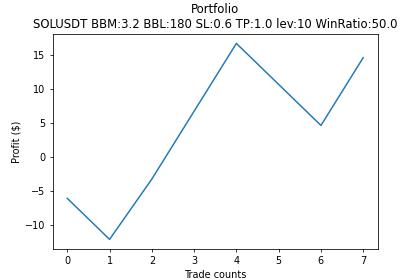 Portfolio
SOLUSDT BBM:3.2 BBL:180 SL:0.6 TP:1.0 lev:10 WinRatio:50.0
Profit ($)
15
10
5
0
−5
−10
0 1 2 3 4 5 6 7
Trade counts